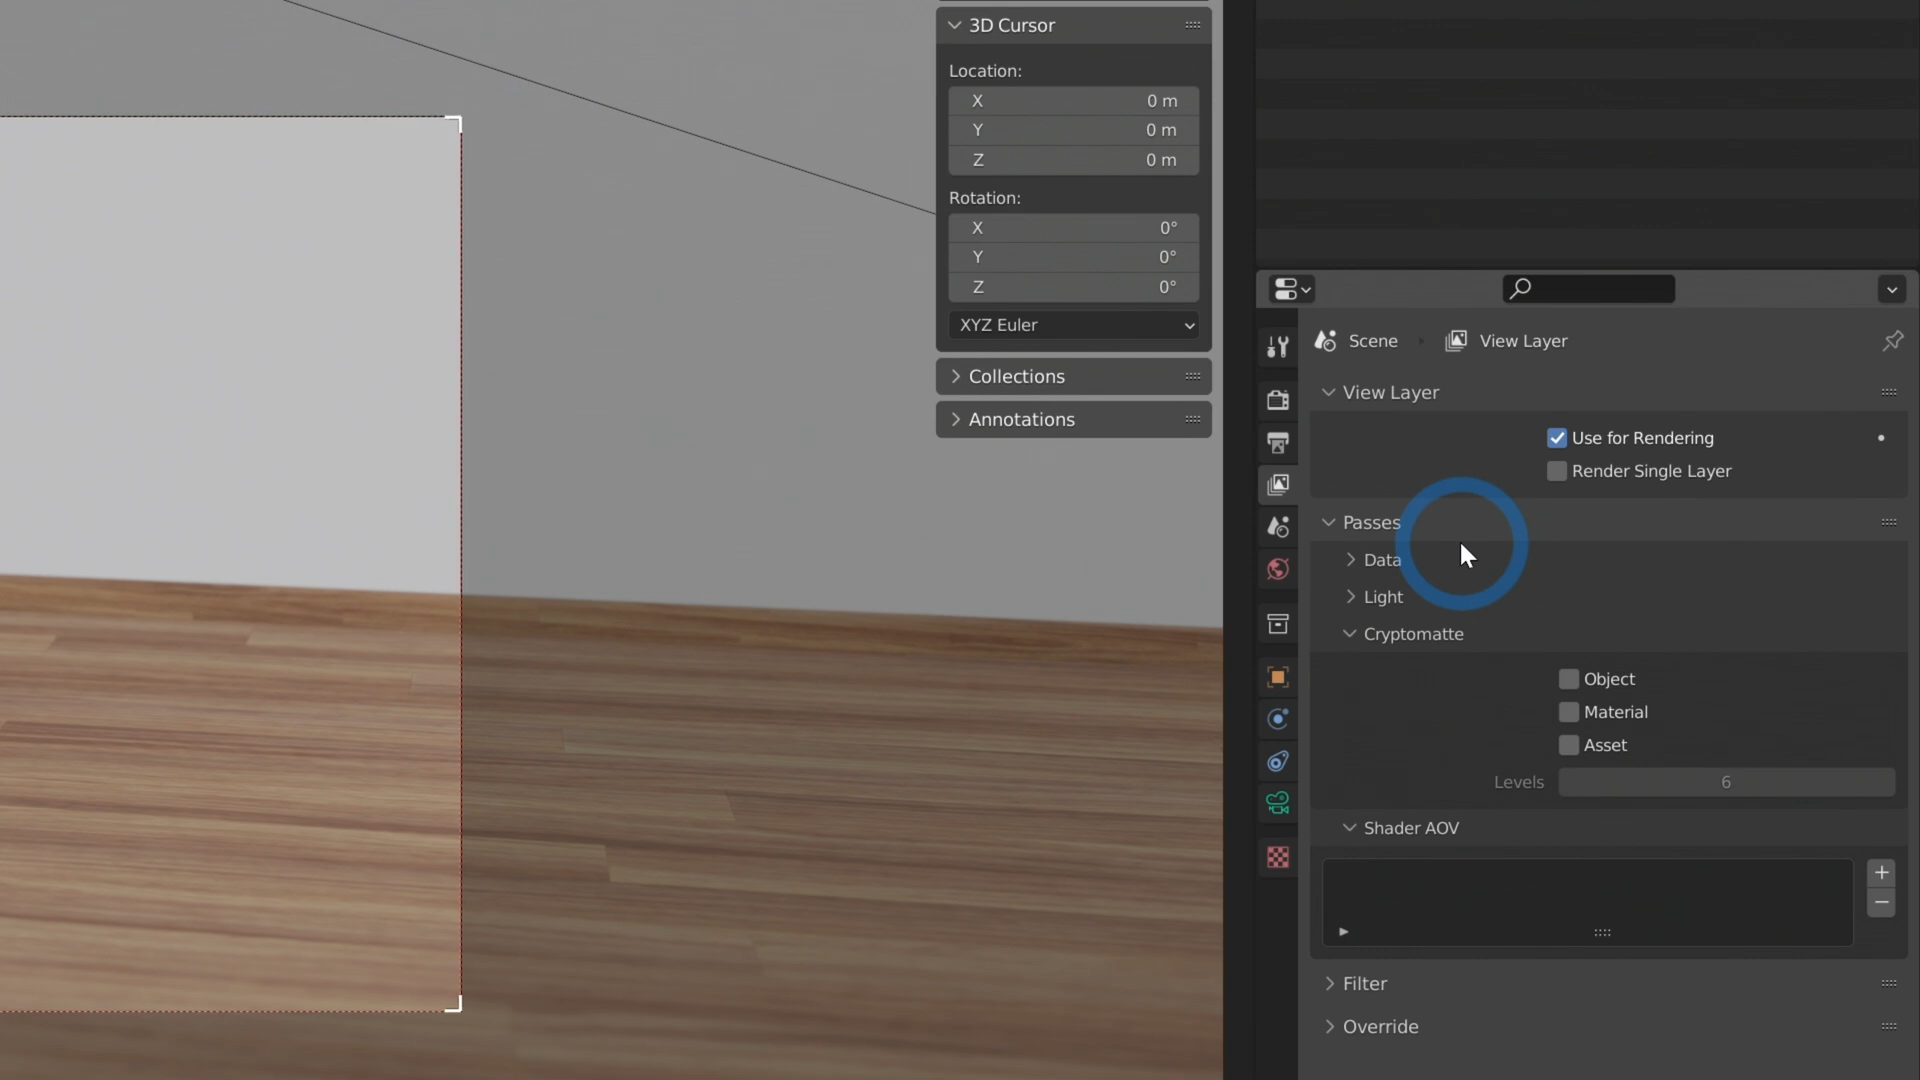 3D Cursor
Location:
X 0 m
Y 0 m
Z 0 m
Rotation:
X 0°
Y 0°
Z 0°
XYZ Euler
Collections
Annotations
Scene View Layer
View Layer
Use for Rendering
Render Single Layer
Passes
Data
Light
Cryptomatte
Object
Material
Asset
Levels 6
Shader AOV
Filter
Override